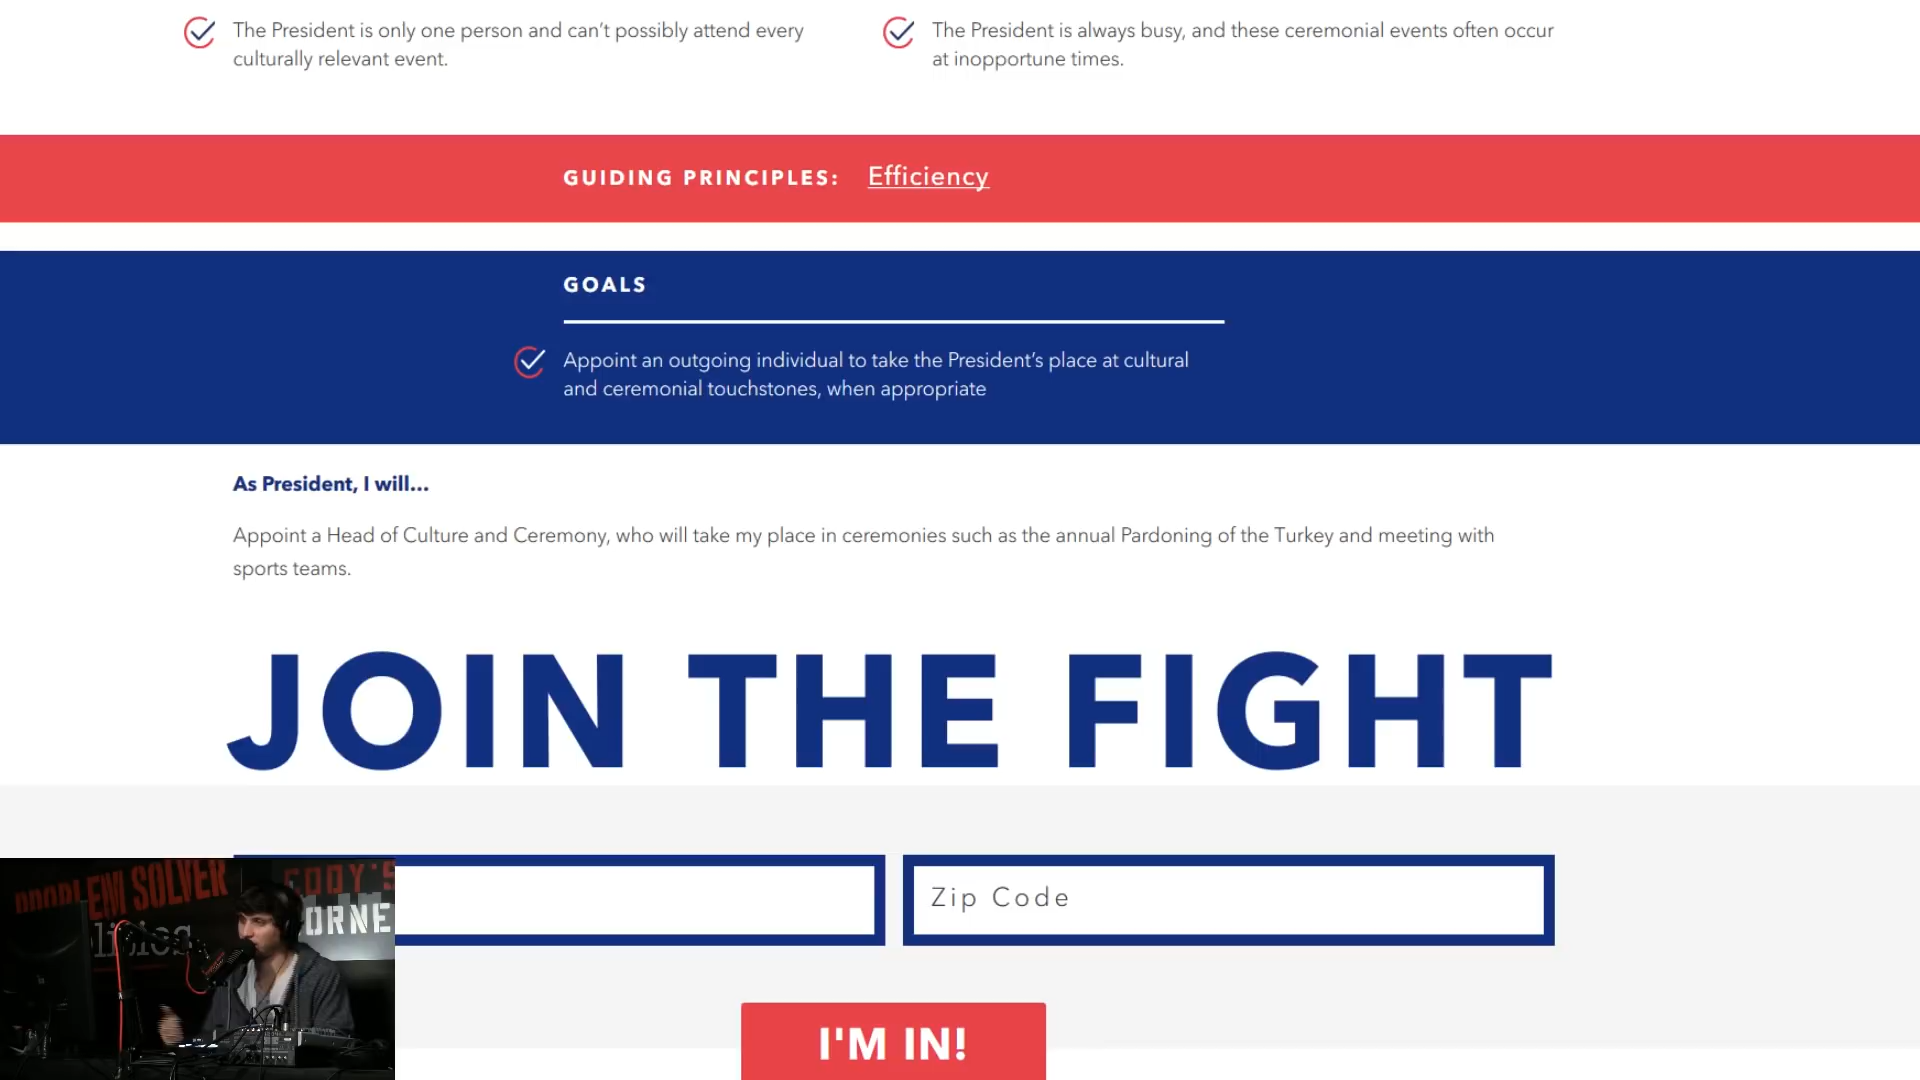 The President is only one person and can’t possibly attend every
culturally relevant event.
The President is always busy, and these ceremonial events often occur
at inopportune times.
GUIDING PRINCIPLES: Efficiency
GOALS
Appoint an outgoing individual to take the President’s place at cultural
and ceremonial touchstones, when appropriate
As President, I will...
Appoint a Head of Culture and Ceremony, who will take my place in ceremonies such as the annual Pardoning of the Turkey and meeting with
sports teams.
JOIN THE FIGHT
Zip Code
PROBLEM SOLVER
I'M IN!